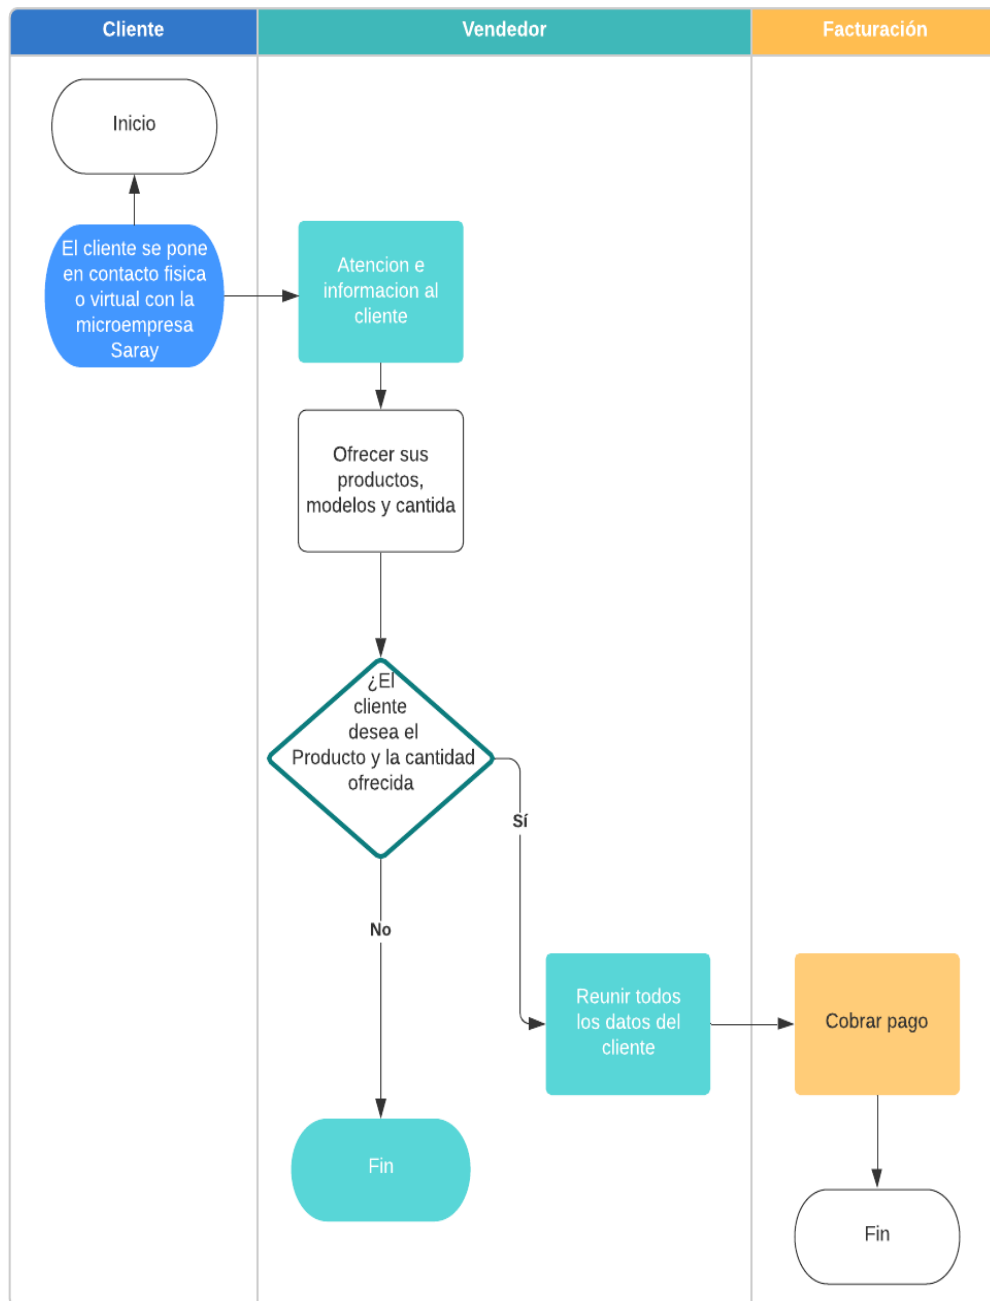 Cliente
Vendedor
Facturación
Inicio
El cliente se pone
en contacto fisica
o virtual con la
microempresa
Saray
Atencion e
informacion al
cliente
Ofrecer sus
productos,
modelos y cantida
¿El
cliente
desea el
Producto y la cantidad
ofrecida
Sí
No
Reunir todos
los datos del
cliente
Cobrar pago
Fin
Fin